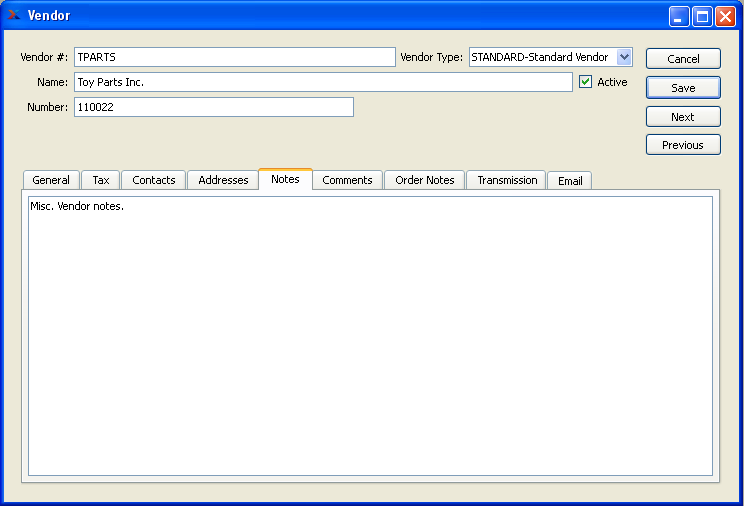 Vendor
Vendor #: TPARTS Vendor Type: STANDARD-Standard Vendor Cancel
Name: Toy Parts Inc. Active Save
Number: 110022 Next
Previous
General Tax Contacts Addresses Notes Comments Order Notes Transmission Email
Misc. Vendor notes.